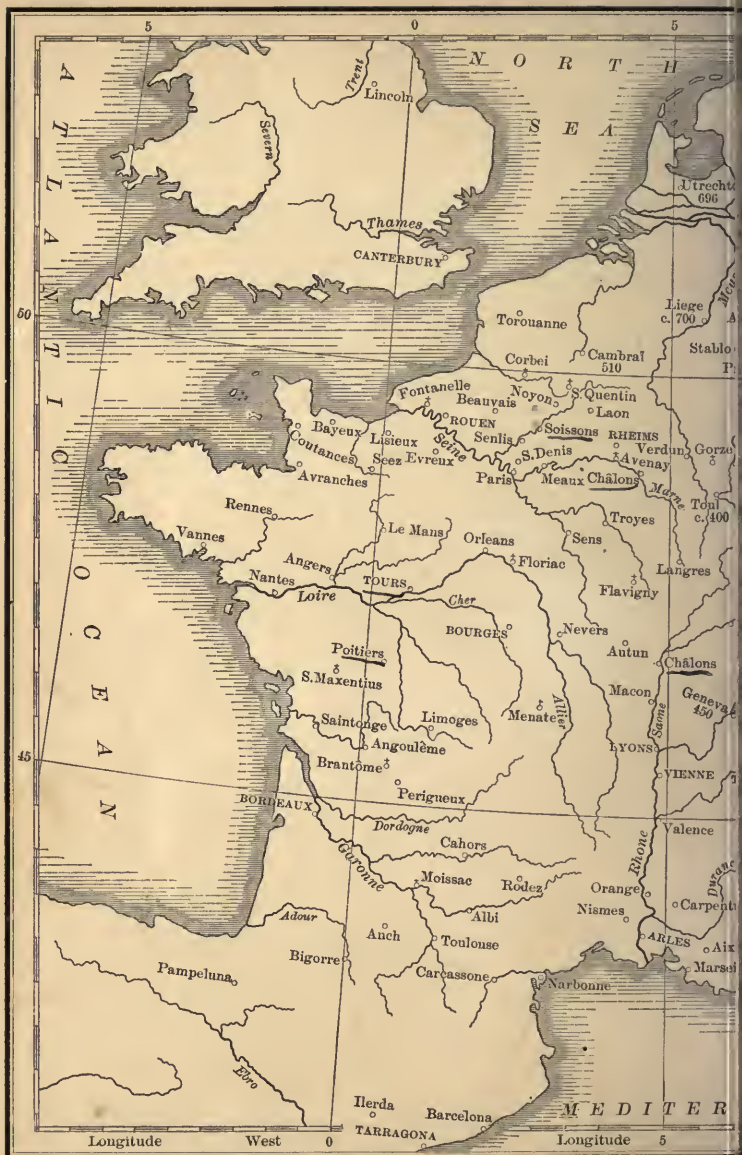 5
0
5
NORTH
SEA
ATLANTIC
OCEAN
Trent
Lincoln
Severn
Thames
CANTERBURY
Utrecht
696
50
Torouanne
Liege
c. 700
Meus
A
Stablo
P
Corbei
Cambrai
510
Fontanelle
Beauvais
Noyon
S. Quentin
Laon
ROUEN
Seine
Soissons
RHEIMS
Bayeux
Lisieux
Senlis
Verdun
Gorze
Coutances
Seez
Evreux
S. Denis
Avenay
Avranches
Paris
Meaux
Châlons
Marne
Toul
c. 400
Rennes
Le Mans
Orleans
Troyes
Sens
Vannes
Angers
Floriac
Langres
Nantes
Loire
TOURS
Flavigny
Cher
BOURGES
Nevers
Poitiers
Autun
Châlons
S. Maxentius
Allier
Macon
Geneva
450
Saintonge
Limoges
Menate
Saone
Angoulême
LYONS
45
Brantôme
VIENNE
Perigueux
BORDEAUX
Dordogne
Valence
Cahors
Garonne
Rhone
Moissac
Rodez
Orange
Duranc
Albi
Nismes
Carpent
Adour
Anch
Toulouse
ARLES
Aix
Bigorre
Marsei
Pampeluna
Carcassone
Narbonne
Ebro
Ilerda
Barcelona
MEDITER
Longitude West 0
TARRAGONA
Longitude 5